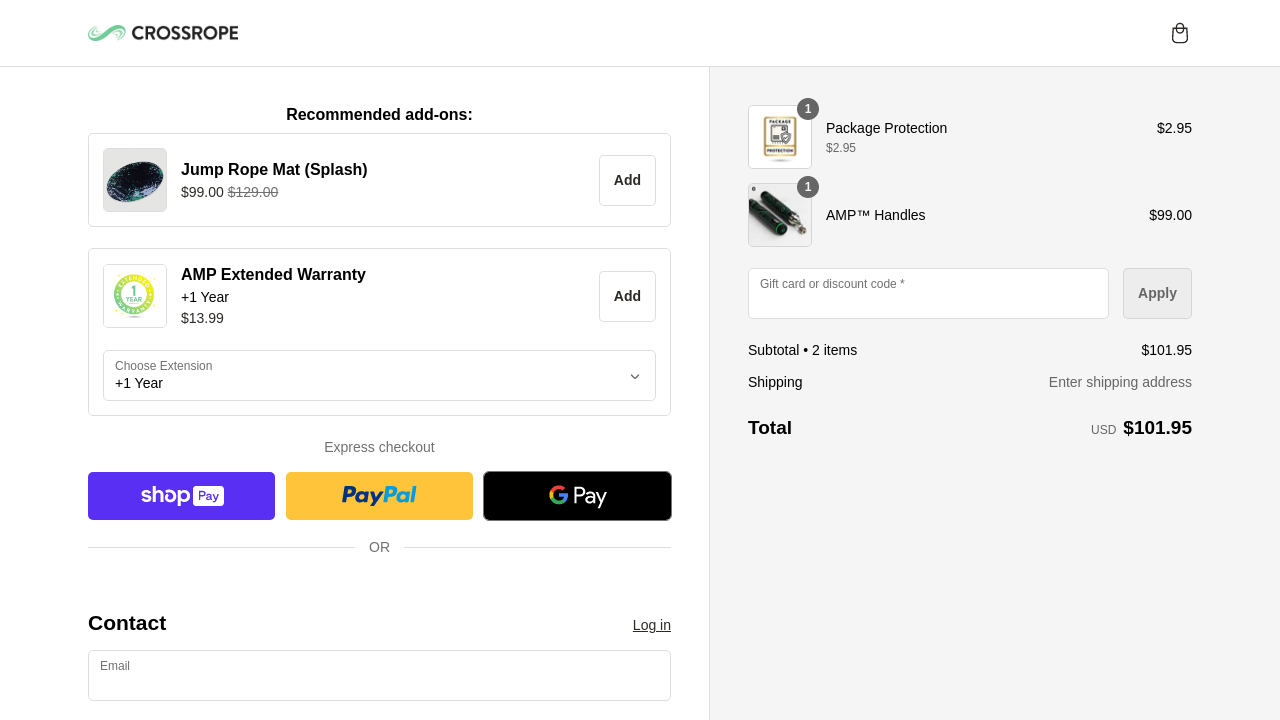 CROSSROPE
Recommended add-ons:
Jump Rope Mat (Splash)
$99.00 $129.00
Add
AMP Extended Warranty
+1 Year
$13.99
Add
EXTENDED
1
YEAR
WARRANTY
Choose Extension
+1 Year
Express checkout
shop Pay
PayPal
G Pay
OR
Contact
Log in
Email
PACKAGE
PROTECTION
1
Package Protection
$2.95
$2.95
1
AMP™ Handles
$99.00
Gift card or discount code *
Apply
Subtotal • 2 items
$101.95
Shipping
Enter shipping address
Total
USD $101.95